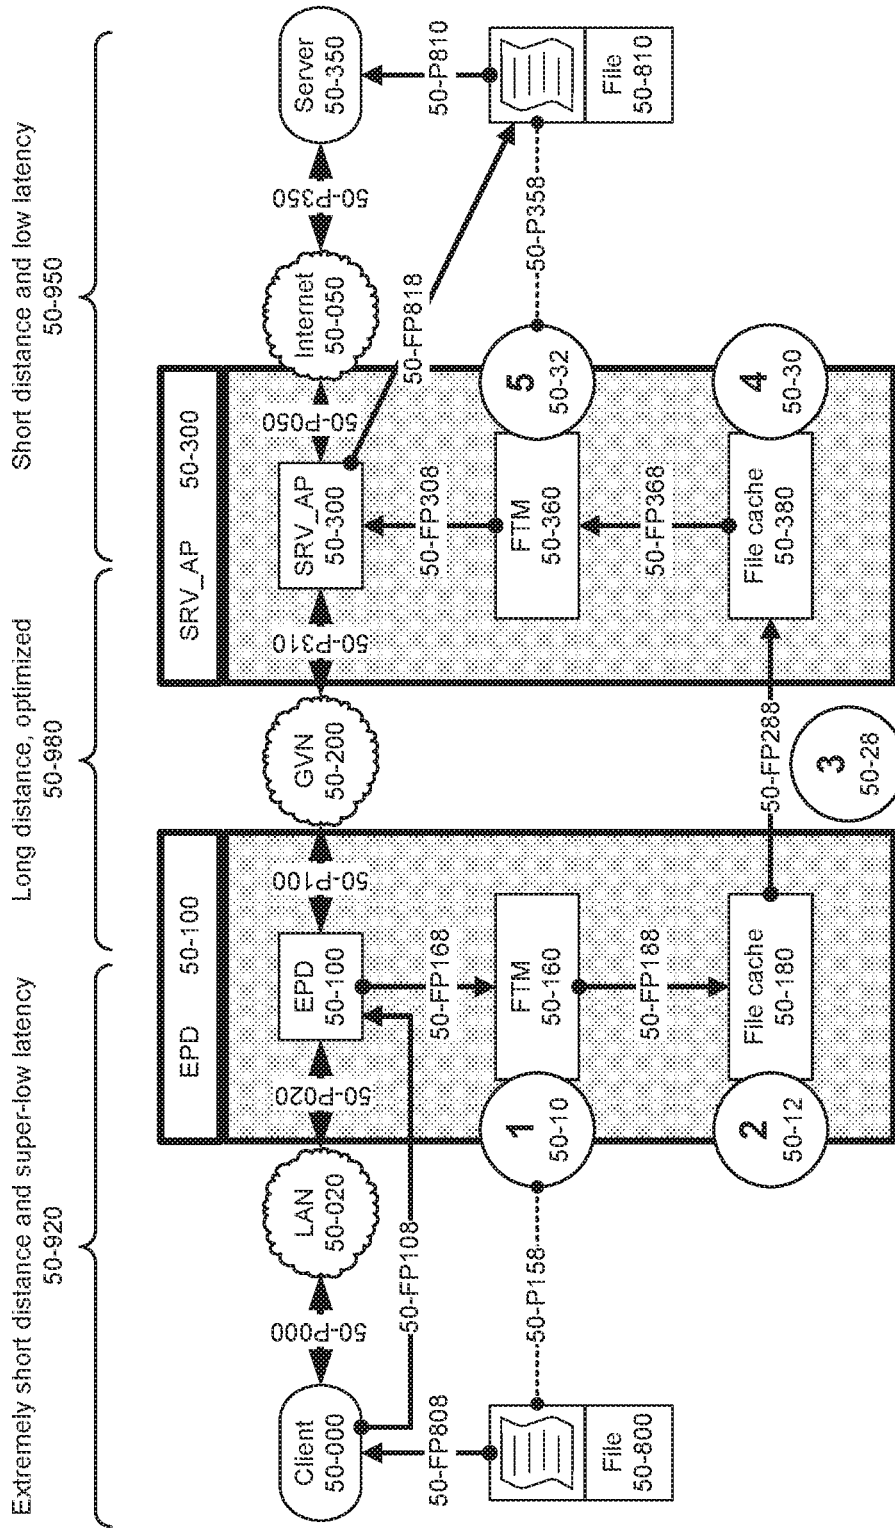 Extremely short distance and super-low latency
50-920
Long distance, optimized
50-980
Short distance and low latency
50-950
EPD 50-100
SRV_AP 50-300
Client
50-000
50-P000
LAN
50-020
50-P020
EPD
50-100
50-P100
GVN
50-200
50-P310
SRV_AP
50-300
50-P050
Internet
50-050
50-P350
Server
50-350
50-FP808
50-FP108
50-FP168
50-FP308
50-FP818
50-P810
File
50-800
50-P158
1
50-10
FTM
50-160
FTM
50-360
5
50-32
50-P358
File
50-810
50-FP188
50-FP368
2
50-12
File cache
50-180
50-FP288
File cache
50-380
4
50-30
3
50-28